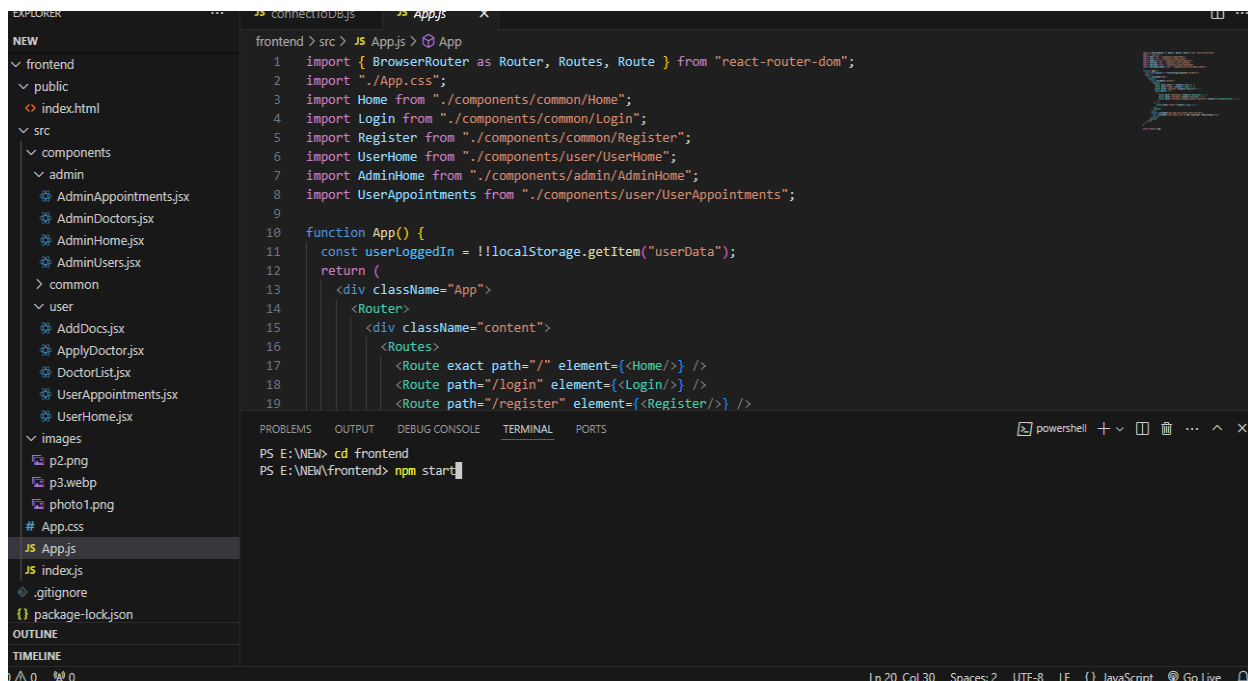 EXPLORER
···
JS connectToDB.js
JS App.js
NEW
frontend
public
<> index.html
src
components
admin
AdminAppointments.jsx
AdminDoctors.jsx
AdminHome.jsx
AdminUsers.jsx
common
user
AddDocs.jsx
ApplyDoctor.jsx
DoctorList.jsx
UserAppointments.jsx
UserHome.jsx
images
p2.png
p3.webp
photo1.png
# App.css
JS App.js
JS index.js
.gitignore
{} package-lock.json
OUTLINE
TIMELINE
frontend > src > JS App.js > App
1 import { BrowserRouter as Router, Routes, Route } from "react-router-dom";
2 import "./App.css";
3 import Home from "./components/common/Home";
4 import Login from "./components/common/Login";
5 import Register from "./components/common/Register";
6 import UserHome from "./components/user/UserHome";
7 import AdminHome from "./components/admin/AdminHome";
8 import UserAppointments from "./components/user/UserAppointments";
9
10 function App() {
11 const userLoggedIn = !!localStorage.getItem("userData");
12 return (
13 <div className="App">
14 <Router>
15 <div className="content">
16 <Routes>
17 <Route exact path="/" element={<Home/>} />
18 <Route path="/login" element={<Login/>} />
19 <Route path="/register" element={<Register/>} />
PROBLEMS OUTPUT DEBUG CONSOLE TERMINAL PORTS
powershell
PS E:\NEW> cd frontend
PS E:\NEW\frontend> npm start
0 0
Ln 20, Col 30 Spaces: 2 UTF-8 LF {} JavaScript Go Live